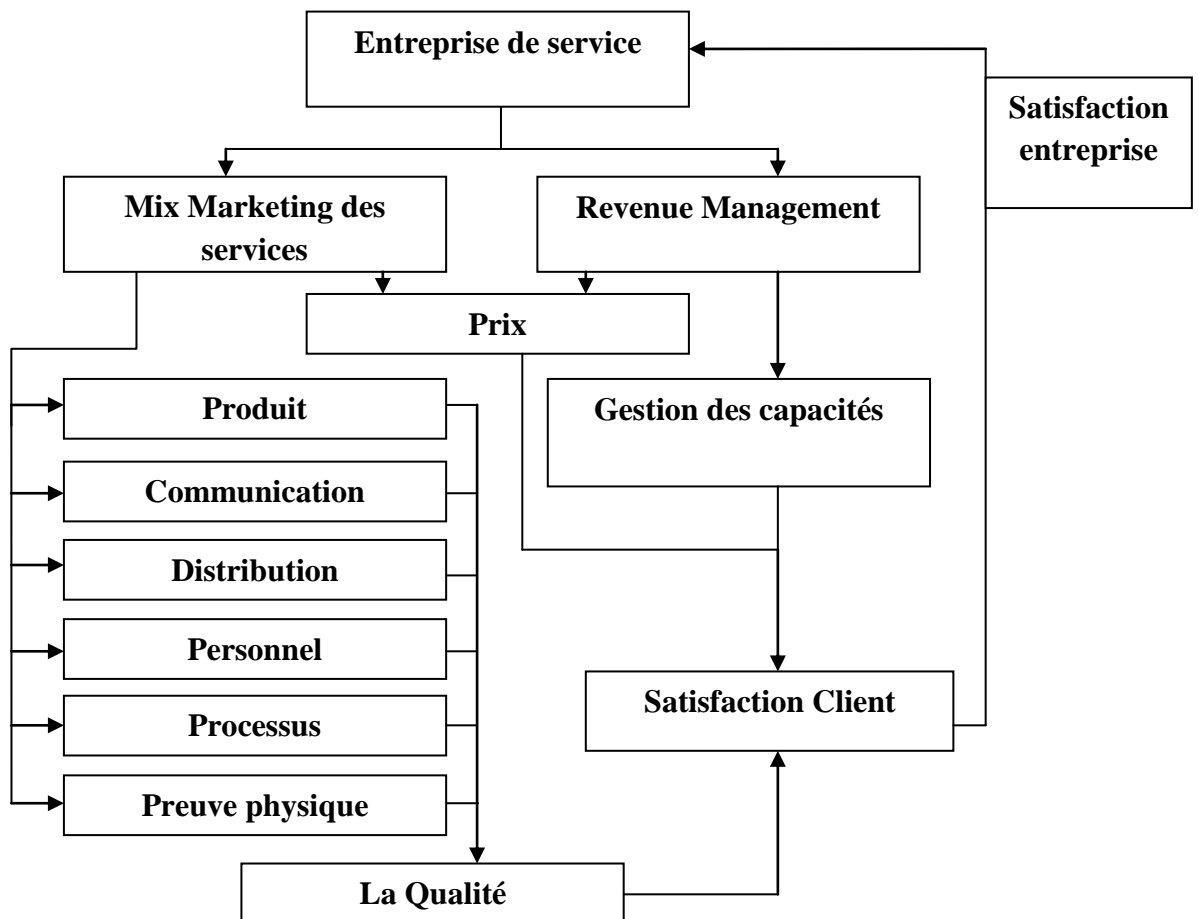 Entreprise de service
Satisfaction
entreprise
Mix Marketing des
services
Revenue Management
Prix
Produit
Gestion des capacités
Communication
Distribution
Personnel
Satisfaction Client
Processus
Preuve physique
La Qualité